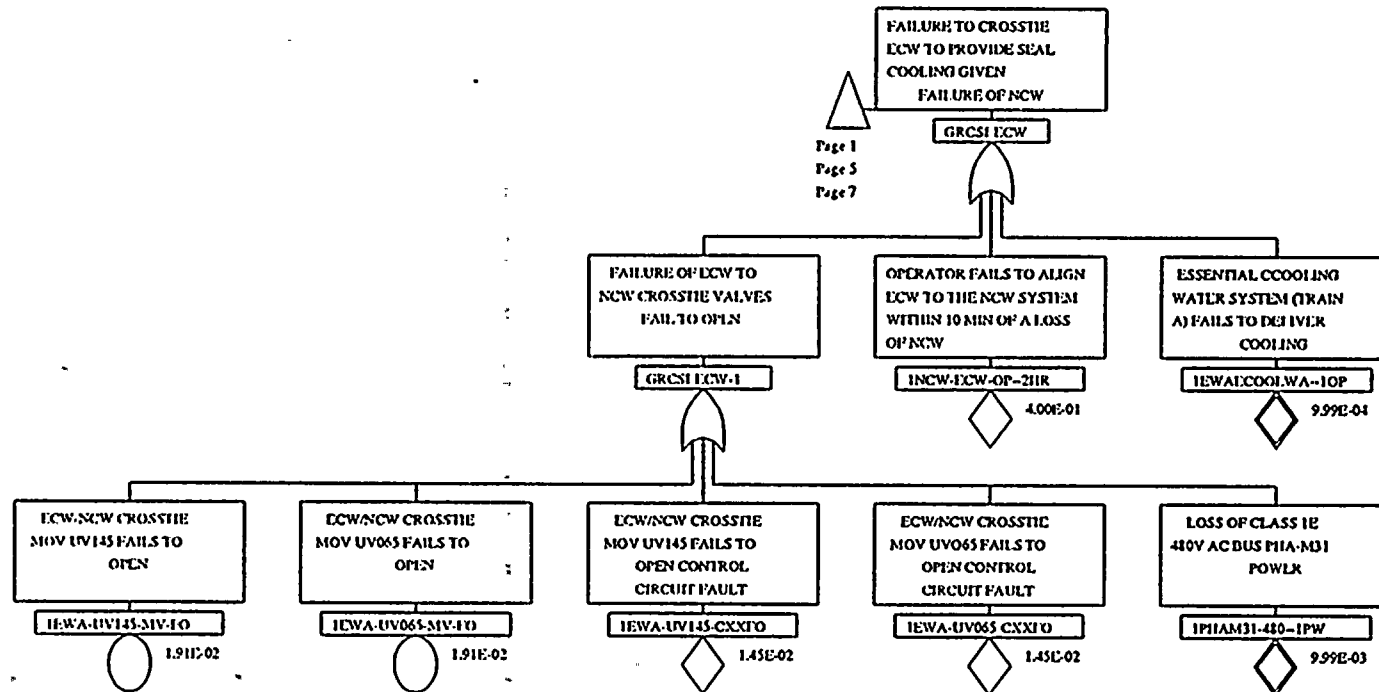 FAILURE TO CROSSTIE
ECW TO PROVIDE SEAL
COOLING GIVEN
FAILURE OF NCW
GRCSI ECW
Page 1
Page 5
Page 7
FAILURE OF ECW TO
NCW CROSSTIE VALVES
FAIL TO OPEN
GRCSI ECW-1
OPERATOR FAILS TO ALIGN
ECW TO THE NCW SYSTEM
WITHIN 10 MIN OF A LOSS
OF NCW
1NCW-ECW-OP--2HR
4.00E-01
ESSENTIAL CCOOLING
WATER SYSTEM (TRAIN
A) FAILS TO DELIVER
COOLING
1EWAECOOLWA--1OP
9.99E-04
ECW/NCW CROSSTIE
MOV UV145 FAILS TO
OPEN
1EWA-UV145-MV-FO
1.91E-02
ECW/NCW CROSSTIE
MOV UV065 FAILS TO
OPEN
1EWA-UV065-MV-FO
1.91E-02
ECW/NCW CROSSTIE
MOV UV145 FAILS TO
OPEN CONTROL
CIRCUIT FAULT
1EWA-UV145-CXXFO
1.45E-02
ECW/NCW CROSSTIE
MOV UVO65 FAILS TO
OPEN CONTROL
CIRCUIT FAULT
1EWA-UV065-CXXFO
1.45E-02
LOSS OF CLASS 1E
480V AC BUS PHA-M31
POWER
1PHAM31-480--1PW
9.99E-03